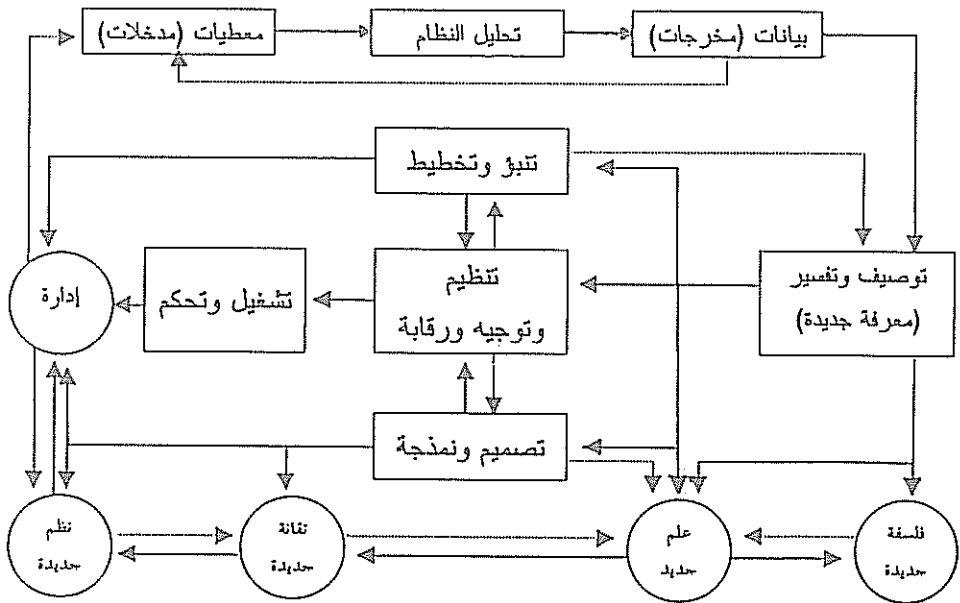 معطيات (مدخلات)
تحليل النظام
بيانات (مخرجات)
تنبؤ وتخطيط
إدارة
تشغيل وتحكم
تنظيم
وتوجيه ورقابة
توصيف وتفسير
(معرفة جديدة)
تصميم ونمذجة
نظم
جديدة
تقانة
جديدة
علم
جديد
فلسفة
جديدة